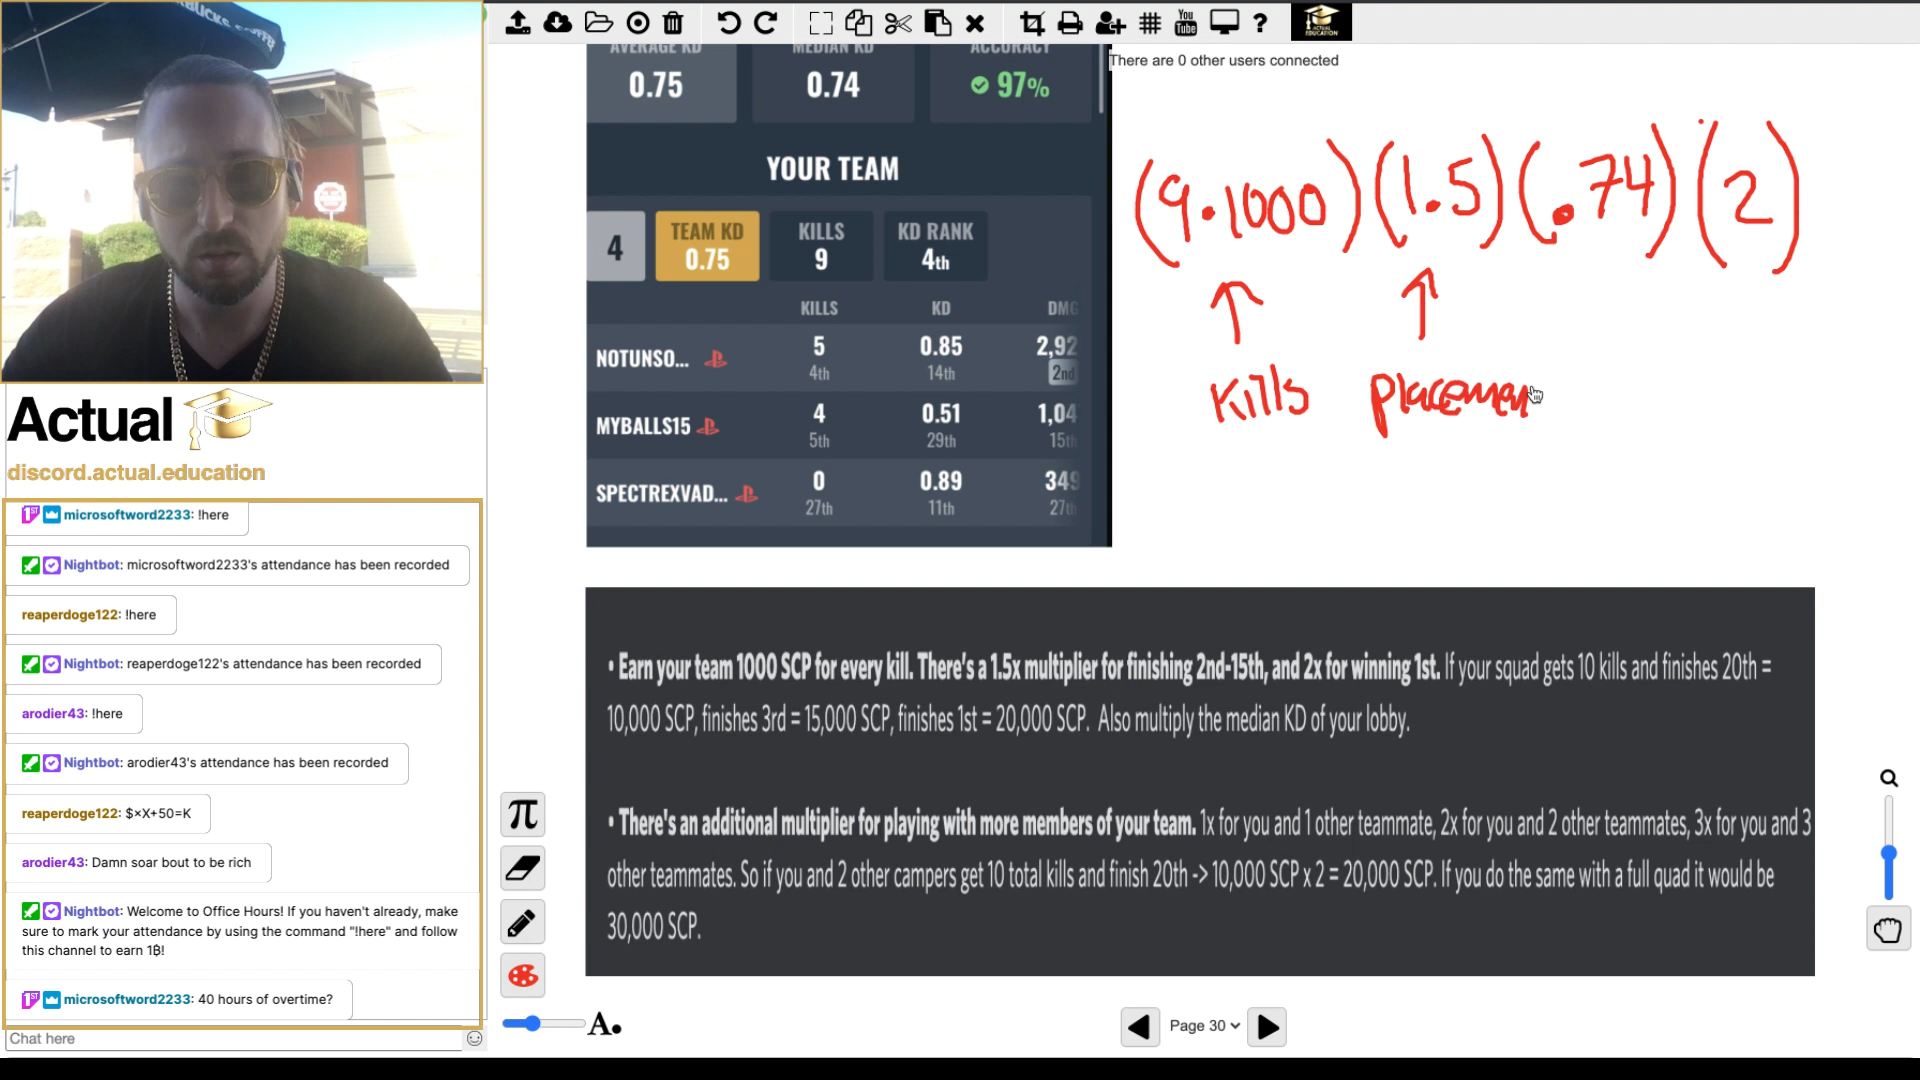 There are 0 other users connected
AVERAGE KD
0.75
MEDIAN KD
0.74
ACCURACY
97%
YOUR TEAM
4
TEAM KD
0.75
KILLS
9
KD RANK
4th
KILLS KD DMG
NOTUNSO... 5 0.85 2,92
4th 14th 2nd
MYBALLS15 4 0.51 1,04
5th 29th 15th
SPECTREXVAD... 0 0.89 349
27th 11th 27th
(9.1000)(1.5)(.74)(2)
Kills placemen
• Earn your team 1000 SCP for every kill. There's a 1.5x multiplier for finishing 2nd-15th, and 2x for winning 1st. If your squad gets 10 kills and finishes 20th =
10,000 SCP, finishes 3rd = 15,000 SCP, finishes 1st = 20,000 SCP. Also multiply the median KD of your lobby.
• There's an additional multiplier for playing with more members of your team. 1x for you and 1 other teammate, 2x for you and 2 other teammates, 3x for you and 3
other teammates. So if you and 2 other campers get 10 total kills and finish 20th -> 10,000 SCP x 2 = 20,000 SCP. If you do the same with a full quad it would be
30,000 SCP.
Actual
discord.actual.education
microsoftword2233: !here
Nightbot: microsoftword2233's attendance has been recorded
reaperdoge122: !here
Nightbot: reaperdoge122's attendance has been recorded
arodier43: !here
Nightbot: arodier43's attendance has been recorded
reaperdoge122: $×X+50=K
arodier43: Damn soar bout to be rich
Nightbot: Welcome to Office Hours! If you haven't already, make
sure to mark your attendance by using the command "!here" and follow
this channel to earn 1₿!
microsoftword2233: 40 hours of overtime?
Chat here
π
A.
Page 30
You
Tube
?
ACTUAL
EDUCATION